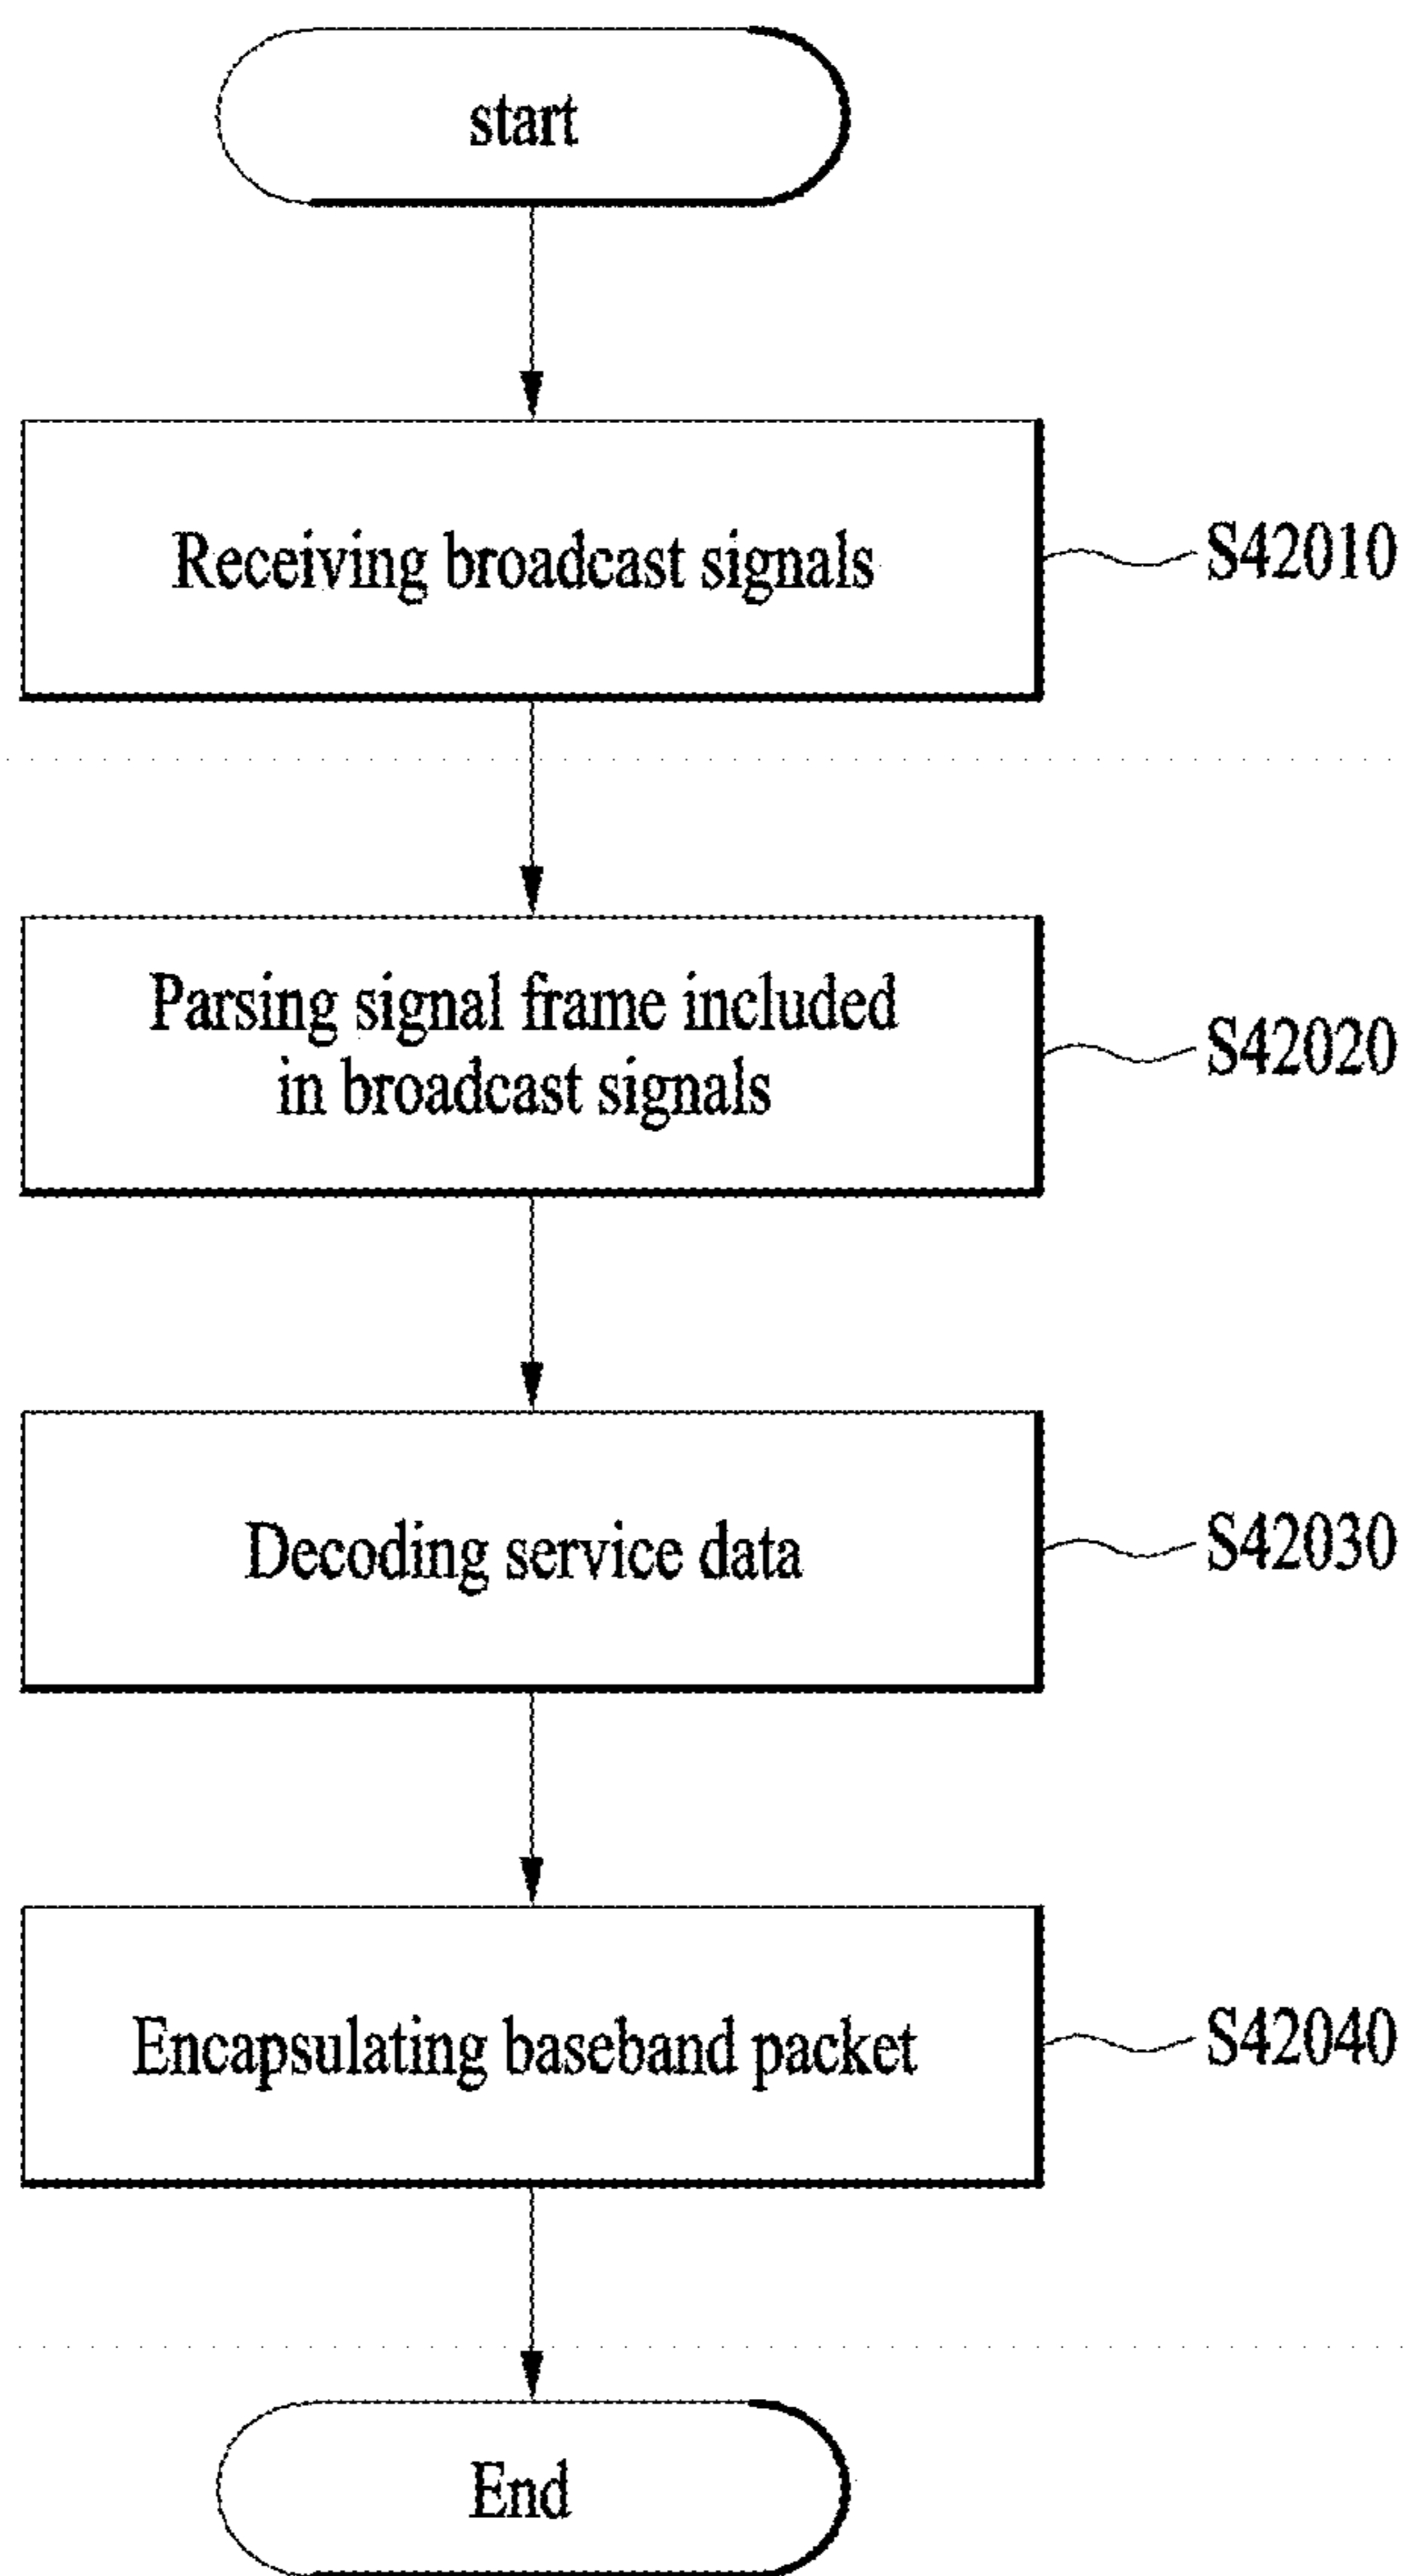 start
Receiving broadcast signals
S42010
Parsing signal frame included
in broadcast signals
S42020
Decoding service data
S42030
Encapsulating baseband packet
S42040
End